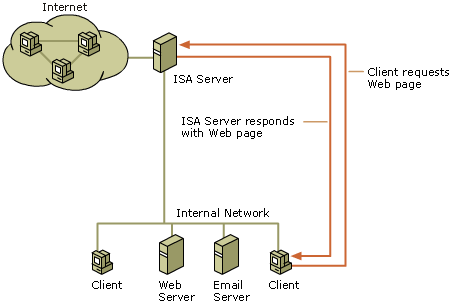 Internet
ISA Server
Client requests
Web page
ISA Server responds
with Web page
Internal Network
Client
Web
Server
Email
Server
Client